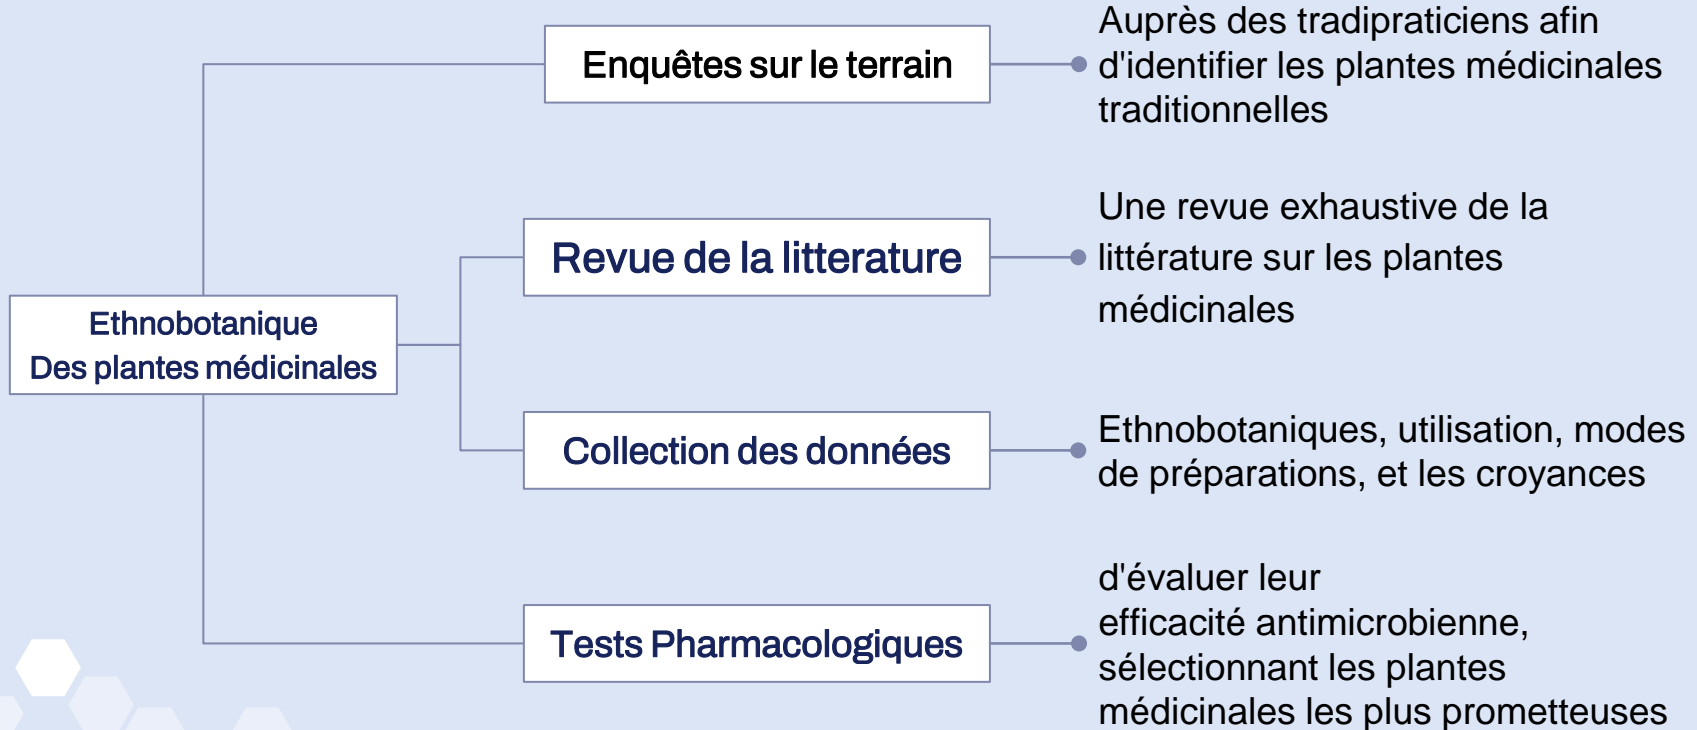 Enquêtes sur le terrain
Auprès des tradipraticiens afin
d'identifier les plantes médicinales
traditionnelles
Revue de la litterature
Une revue exhaustive de la
littérature sur les plantes
médicinales
Ethnobotanique
Des plantes médicinales
Collection des données
Ethnobotaniques, utilisation, modes
de préparations, et les croyances
Tests Pharmacologiques
d'évaluer leur
efficacité antimicrobienne,
sélectionnant les plantes
médicinales les plus prometteuses